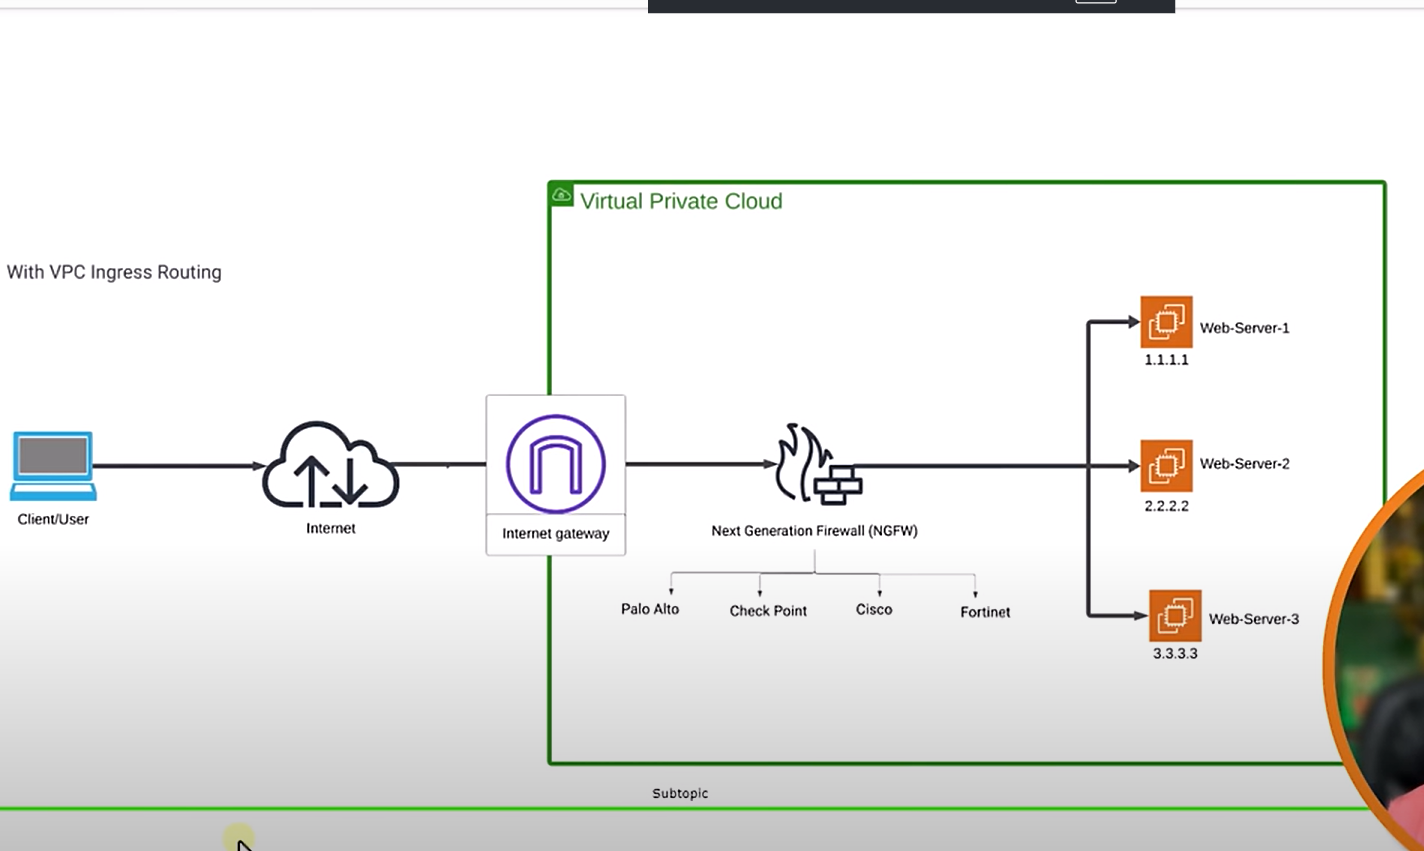 Virtual Private Cloud
With VPC Ingress Routing
Web-Server-1
1.1.1.1
Client/User
Internet
Internet gateway
Next Generation Firewall (NGFW)
Web-Server-2
2.2.2.2
Palo Alto
Check Point
Cisco
Fortinet
Web-Server-3
3.3.3.3
Subtopic